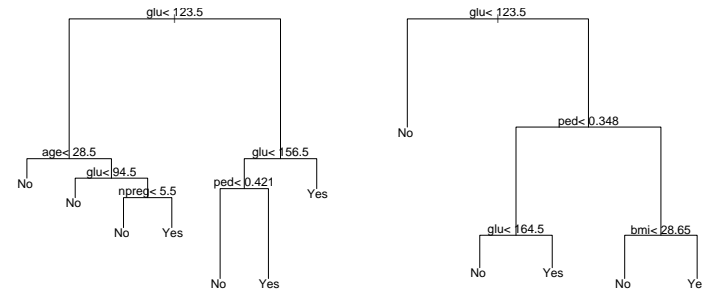 glu< 123.5
age< 28.5
glu< 156.5
No
glu< 94.5
No
npreg< 5.5
No
Yes
ped< 0.421
No
Yes
Yes
glu< 123.5
No
ped< 0.348
glu< 164.5
No
Yes
bmi< 28.65
No
Ye